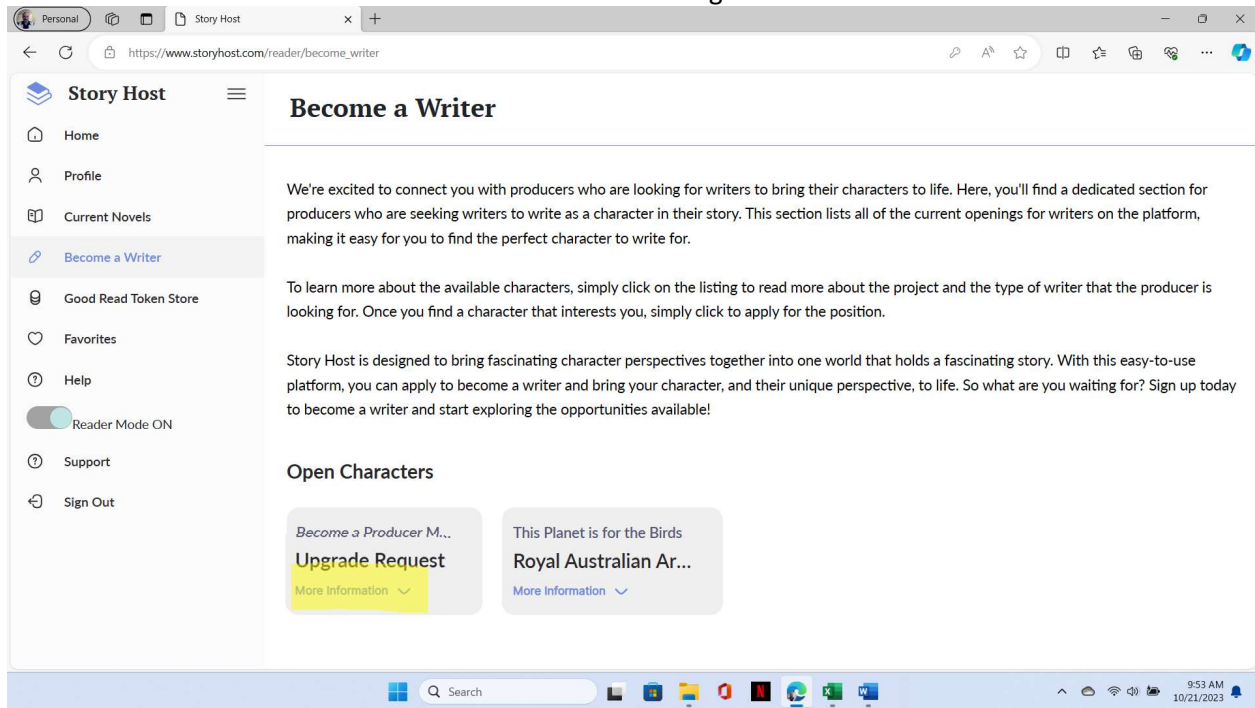 Personal
Story Host
https://www.storyhost.com/reader/become_writer
Story Host
Home
Profile
Current Novels
Become a Writer
Good Read Token Store
Favorites
Help
Reader Mode ON
Support
Sign Out
Become a Writer
We're excited to connect you with producers who are looking for writers to bring their characters to life. Here, you'll find a dedicated section for
producers who are seeking writers to write as a character in their story. This section lists all of the current openings for writers on the platform,
making it easy for you to find the perfect character to write for.
To learn more about the available characters, simply click on the listing to read more about the project and the type of writer that the producer is
looking for. Once you find a character that interests you, simply click to apply for the position.
Story Host is designed to bring fascinating character perspectives together into one world that holds a fascinating story. With this easy-to-use
platform, you can apply to become a writer and bring your character, and their unique perspective, to life. So what are you waiting for? Sign up today
to become a writer and start exploring the opportunities available!
Open Characters
Become a Producer M...
Upgrade Request
More Information
This Planet is for the Birds
Royal Australian Ar...
More Information
Search
9:53 AM
10/21/2023